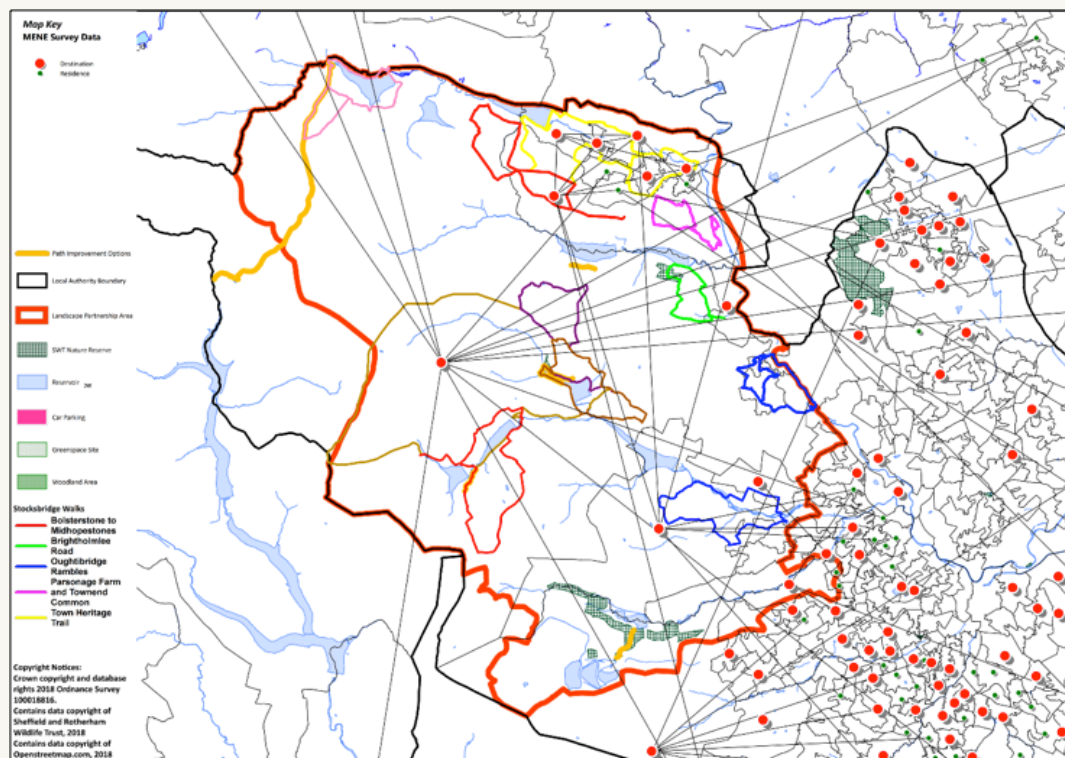 Map Key
MENE Survey Data
Destination
Residence
Path Improvement Options
Local Authority Boundary
Landscape Partnership Area
SWT Nature Reserve
Reservoir
Car Parking
Greenspace Site
Woodland Area
Stocksbridge Walks
Bolsterstone to
Midhopestones
Brightholmlee
Road
Oughtibridge
Rambles
Parsonage Farm
and Townend
Common
Town Heritage
Trail
Copyright Notices:
Crown copyright and database
rights 2018 Ordnance Survey
100018816.
Contains data copyright of
Sheffield and Rotherham
Wildlife Trust, 2018
Contains data copyright of
Openstreetmap.com, 2018